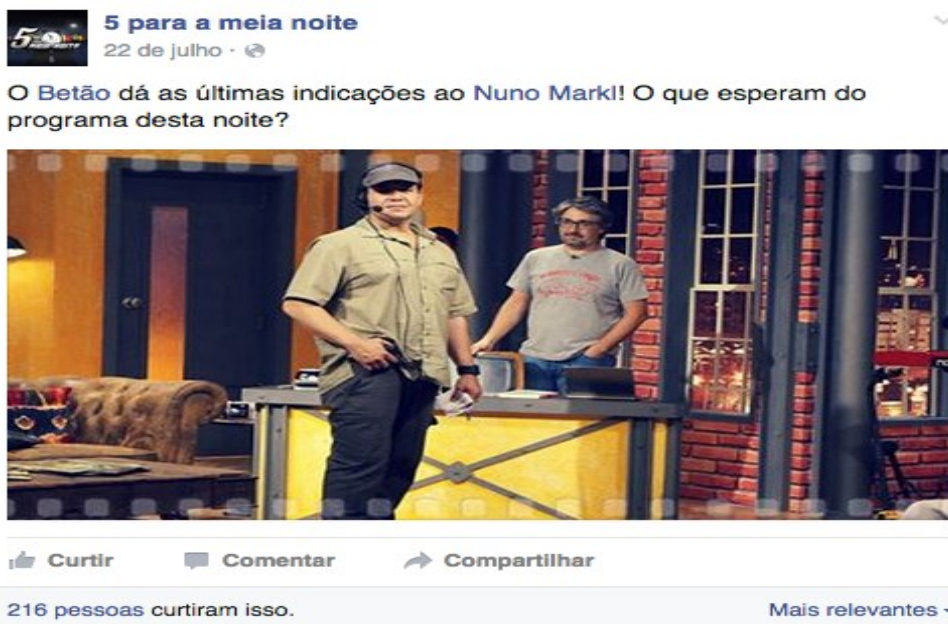 5 para a meia noite
22 de julho ·
O Betão dá as últimas indicações ao Nuno Markl! O que esperam do
programa desta noite?
Curtir
Comentar
Compartilhar
216 pessoas curtiram isso.
Mais relevantes